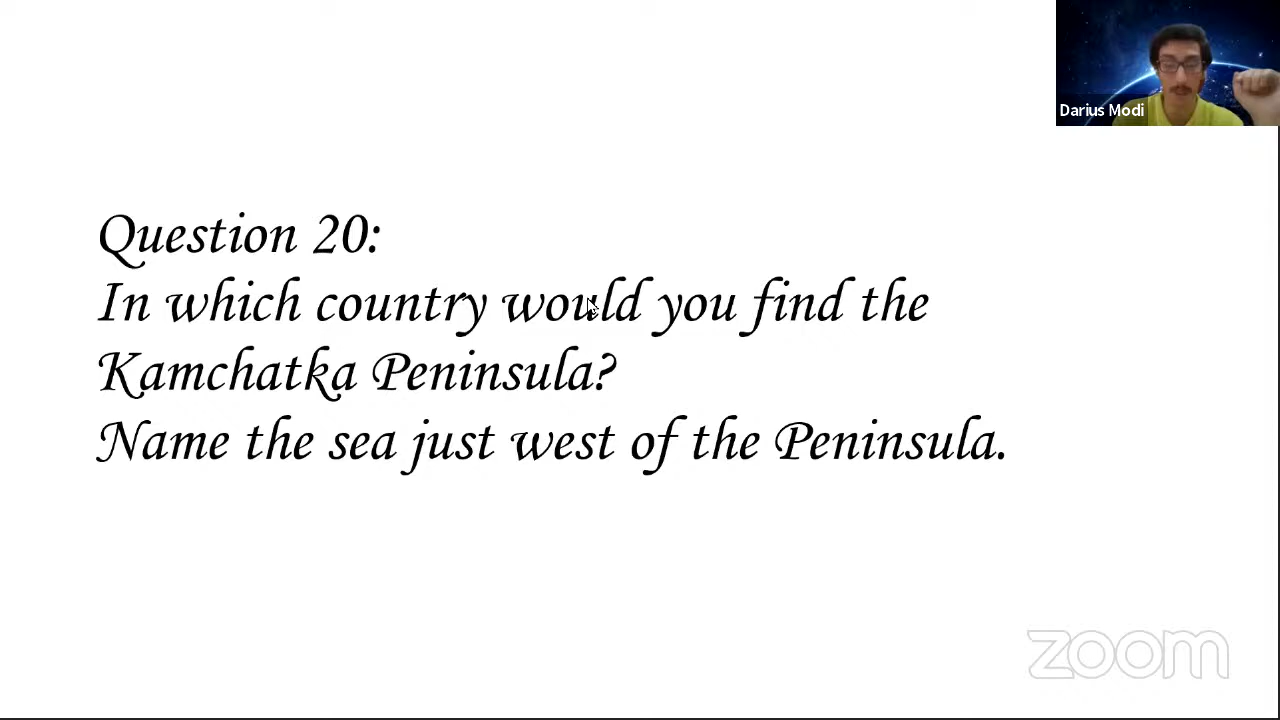 Darius Modi
Question 20:
In which country would you find the
Kamchatka Peninsula?
Name the sea just west of the Peninsula.
zoom